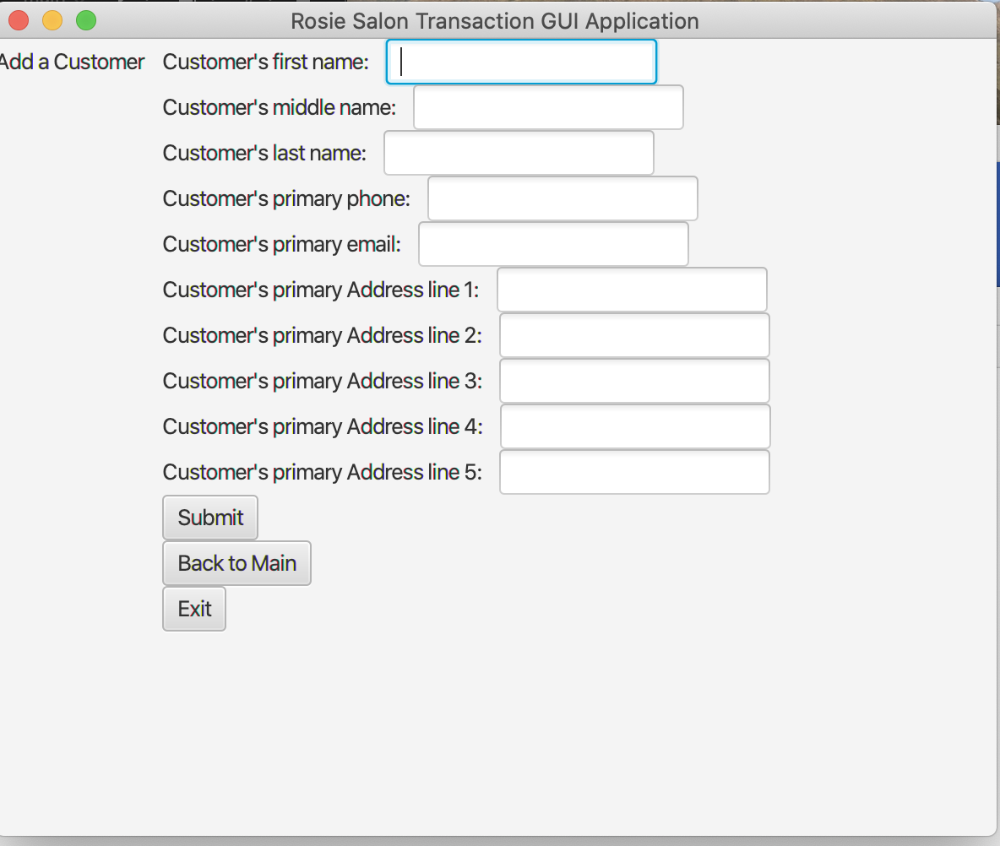 Rosie Salon Transaction GUI Application
Add a Customer Customer's first name:
Customer's middle name:
Customer's last name:
Customer's primary phone:
Customer's primary email:
Customer's primary Address line 1:
Customer's primary Address line 2:
Customer's primary Address line 3:
Customer's primary Address line 4:
Customer's primary Address line 5:
Submit
Back to Main
Exit